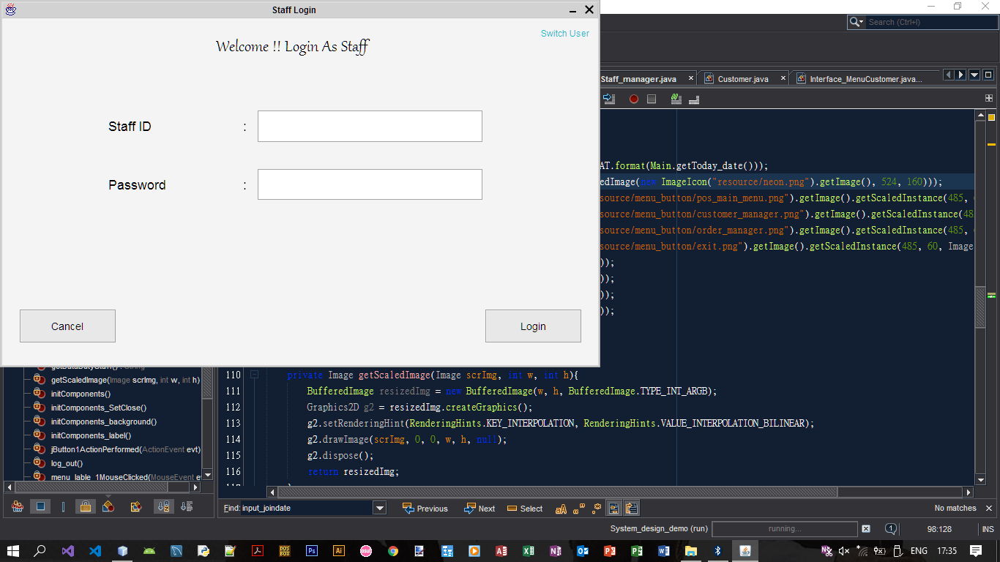 Staff Login
Switch User
Welcome !! Login As Staff
Staff ID :
Password :
Cancel
Login
Search (Ctrl+I)
Staff_manager.java
Customer.java
Interface_MenuCustomer.java...
AT.format(Main.getToday_date()));
edImage(new ImageIcon("resource/neon.png").getImage(), 524, 160)));
source/menu_button/pos_main_menu.png").getImage().getScaledInstance(485,
source/menu_button/customer_manager.png").getImage().getScaledInstance(48
source/menu_button/order_manager.png").getImage().getScaledInstance(485,
source/menu_button/exit.png").getImage().getScaledInstance(485, 60, Image
));
));
));
));
getScaledImage(Image scrImg, int w, int h)
initComponents()
initComponents_SetClose()
initComponents_background()
initComponents_label()
jButton1ActionPerformed(ActionEvent evt)
log_out()
menu_lable_1MouseClicked(MouseEvent e
110 private Image getScaledImage(Image scrImg, int w, int h){
111 BufferedImage resizedImg = new BufferedImage(w, h, BufferedImage.TYPE_INT_ARGB);
112 Graphics2D g2 = resizedImg.createGraphics();
113 g2.setRenderingHint(RenderingHints.KEY_INTERPOLATION, RenderingHints.VALUE_INTERPOLATION_BILINEAR);
114 g2.drawImage(scrImg, 0, 0, w, h, null);
115 g2.dispose();
116 return resizedImg;
Find: input_joindate
Previous
Next
Select
No matches
System_design_demo (run)
running...
1
98:128
INS
ENG
17:35